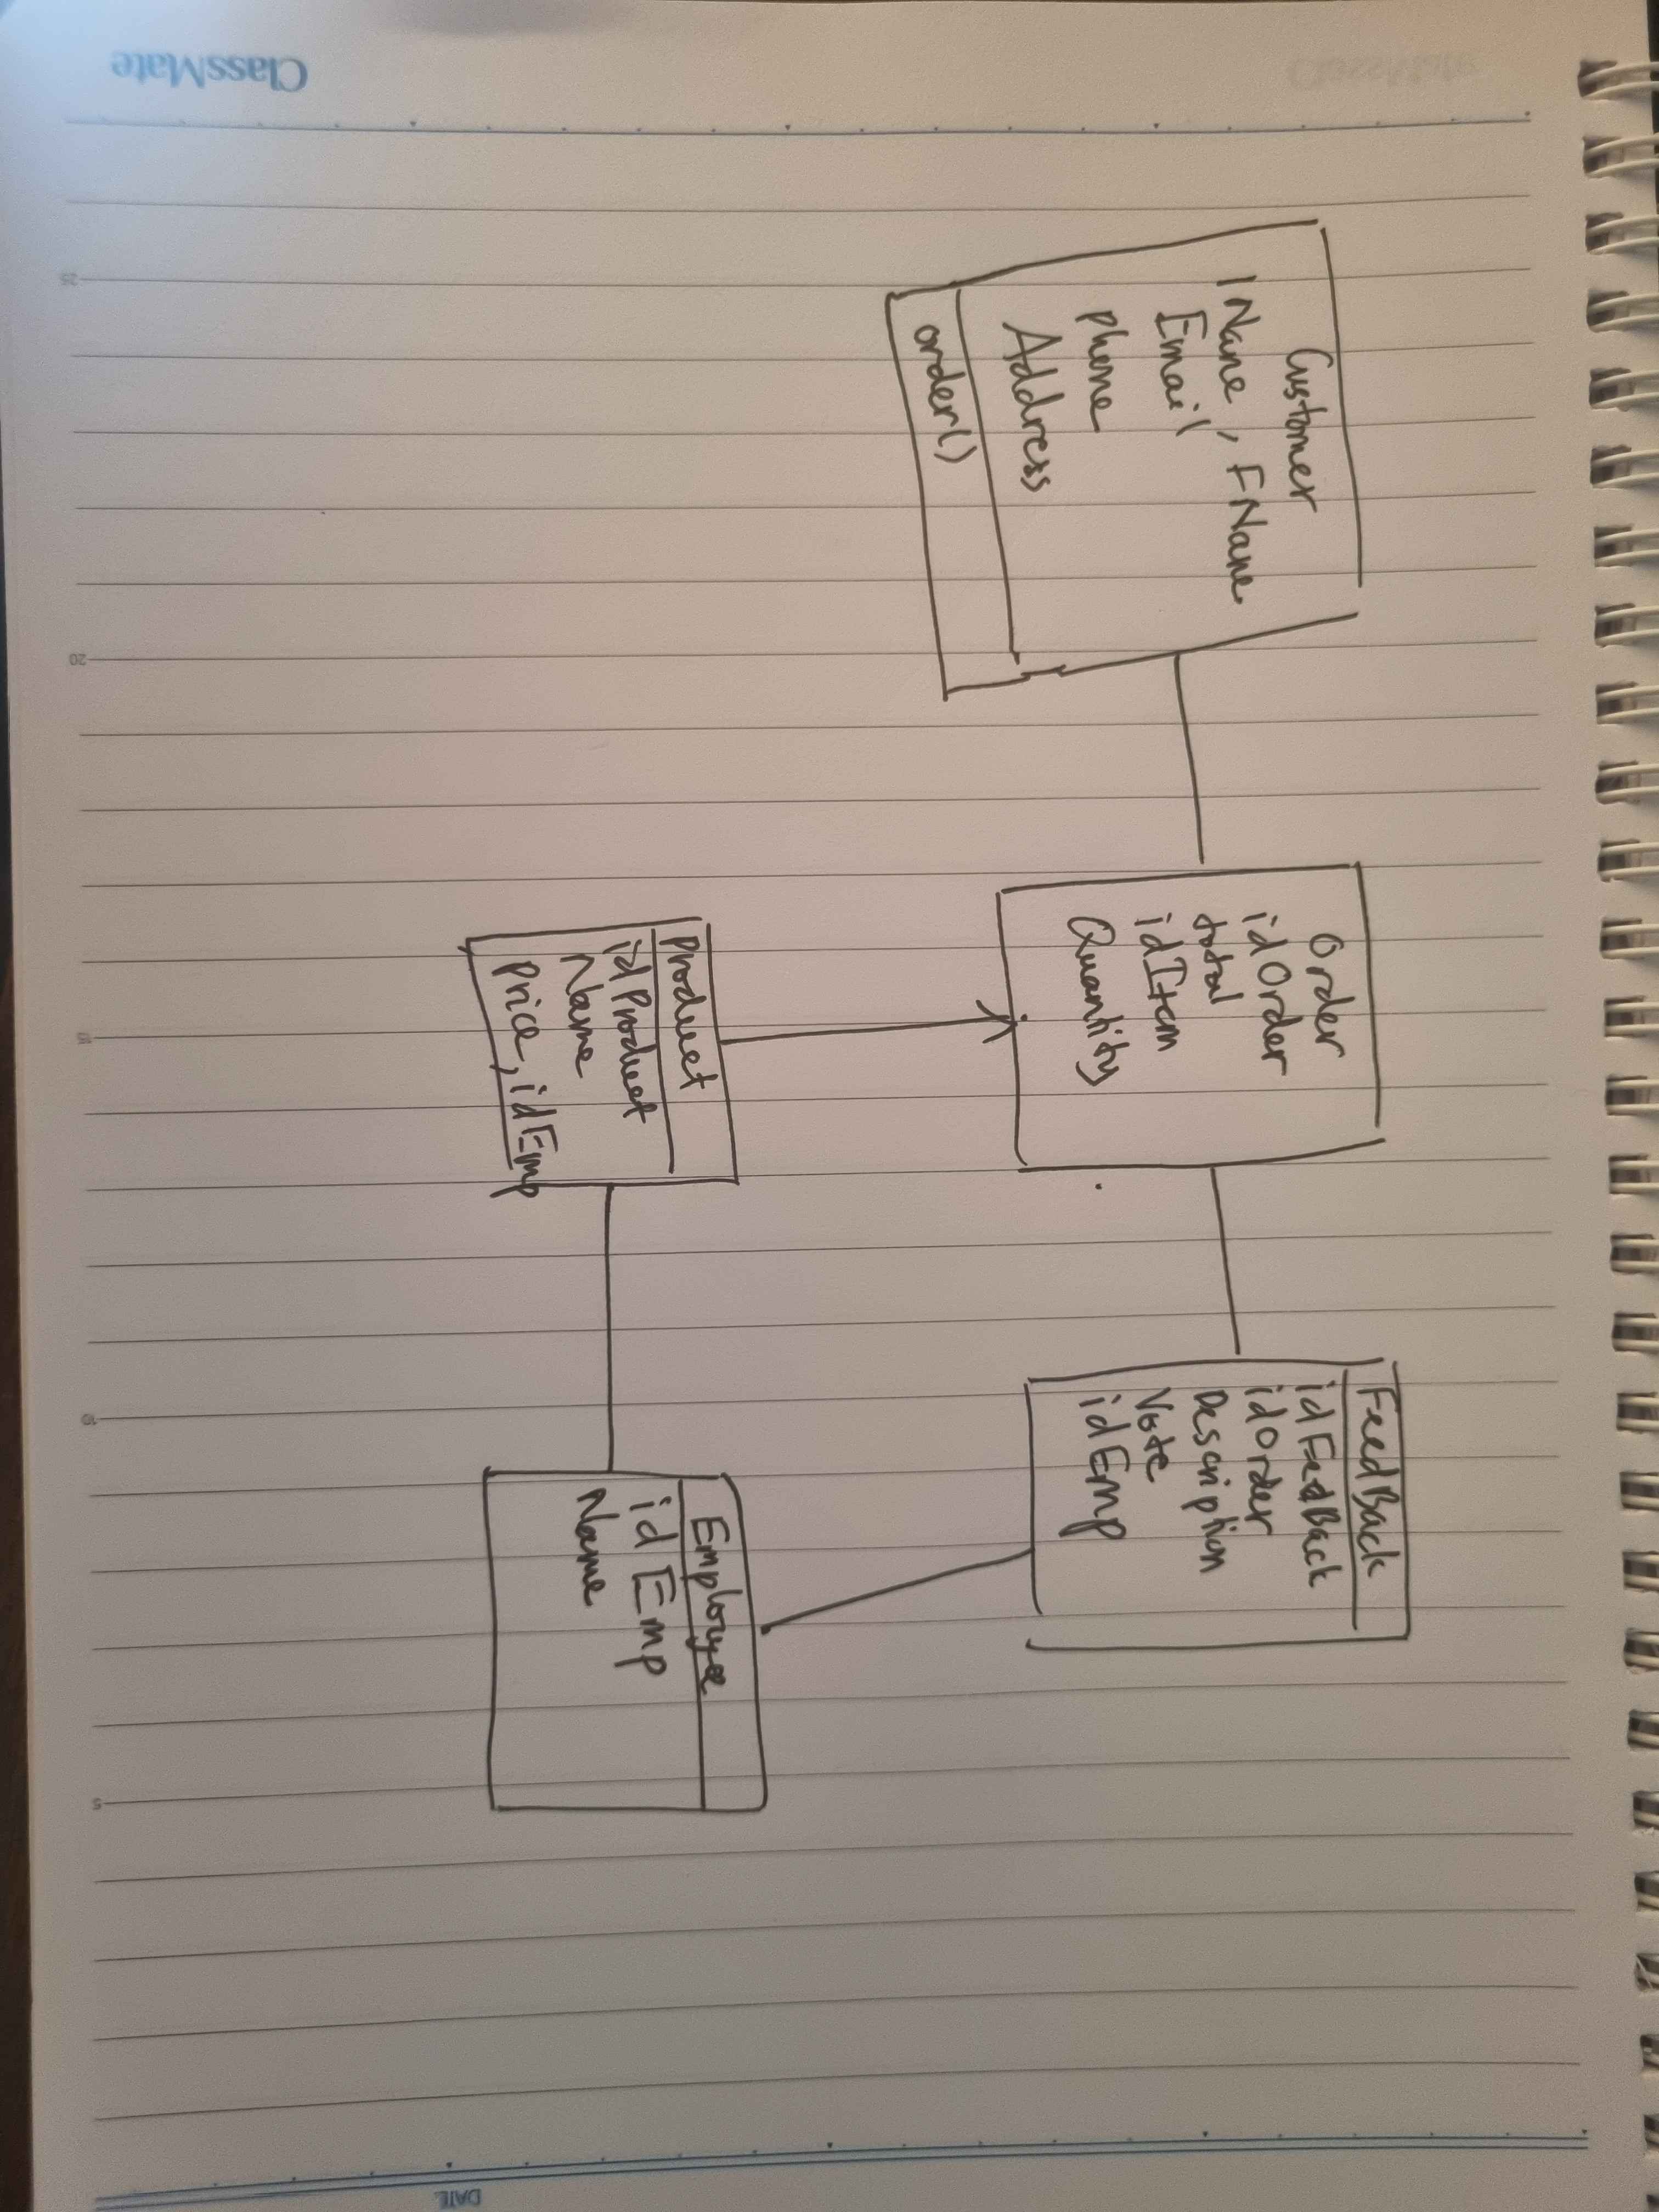 Customer
lName, FName
Email
phone
Address
order()
Order
idOrder
total
idItem
Quantity
FeedBack
idFeedBack
idOrder
Description
Vote
idEmp
Product
idProduct
Name
Price, idEmp
Employee
idEmp
Name
ClassMate
DATE
25
20
15
10
5